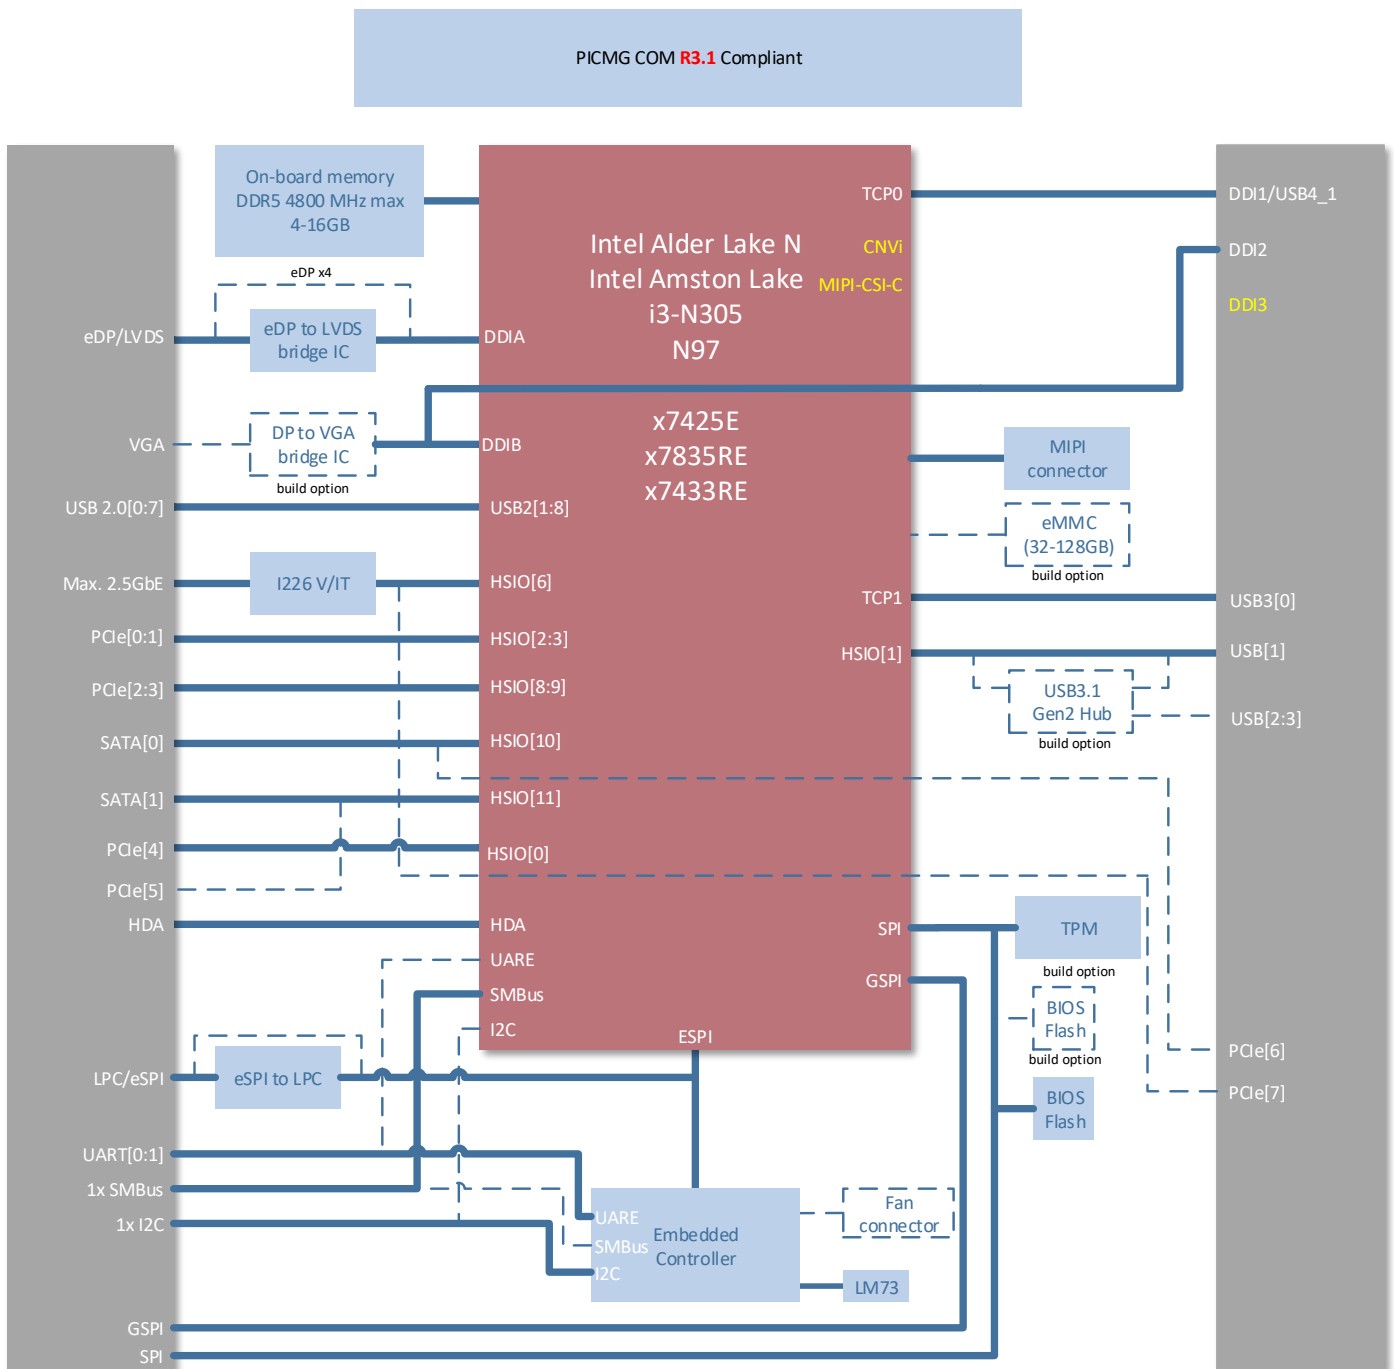 PICMG COM R3.1 Compliant
On-board memory
DDR5 4800 MHz max
4-16GB
eDP x4
eDP/LVDS
eDP to LVDS
bridge IC
DDIA
VGA
DP to VGA
bridge IC
build option
DDIB
USB 2.0[0:7]
USB2[1:8]
Max. 2.5GbE
I226 V/IT
HSIO[6]
PCIe[0:1]
HSIO[2:3]
PCIe[2:3]
HSIO[8:9]
SATA[0]
HSIO[10]
SATA[1]
HSIO[11]
PCIe[4]
HSIO[0]
PCIe[5]
HDA
HDA
UARE
SMBus
I2C
LPC/eSPI
eSPI to LPC
UART[0:1]
1x SMBus
1x I2C
GSPI
SPI
Intel Alder Lake N
Intel Amston Lake
i3-N305
N97
x7425E
x7835RE
x7433RE
TCP0
CNVi
MIPI-CSI-C
TCP1
HSIO[1]
SPI
GSPI
ESPI
UARE
SMBus
I2C
Embedded
Controller
Fan
connector
LM73
MIPI
connector
eMMC
(32-128GB)
build option
USB3.1
Gen2 Hub
build option
TPM
build option
BIOS
Flash
build option
BIOS
Flash
DDI1/USB4_1
DDI2
DDI3
USB3[0]
USB[1]
USB[2:3]
PCIe[6]
PCIe[7]